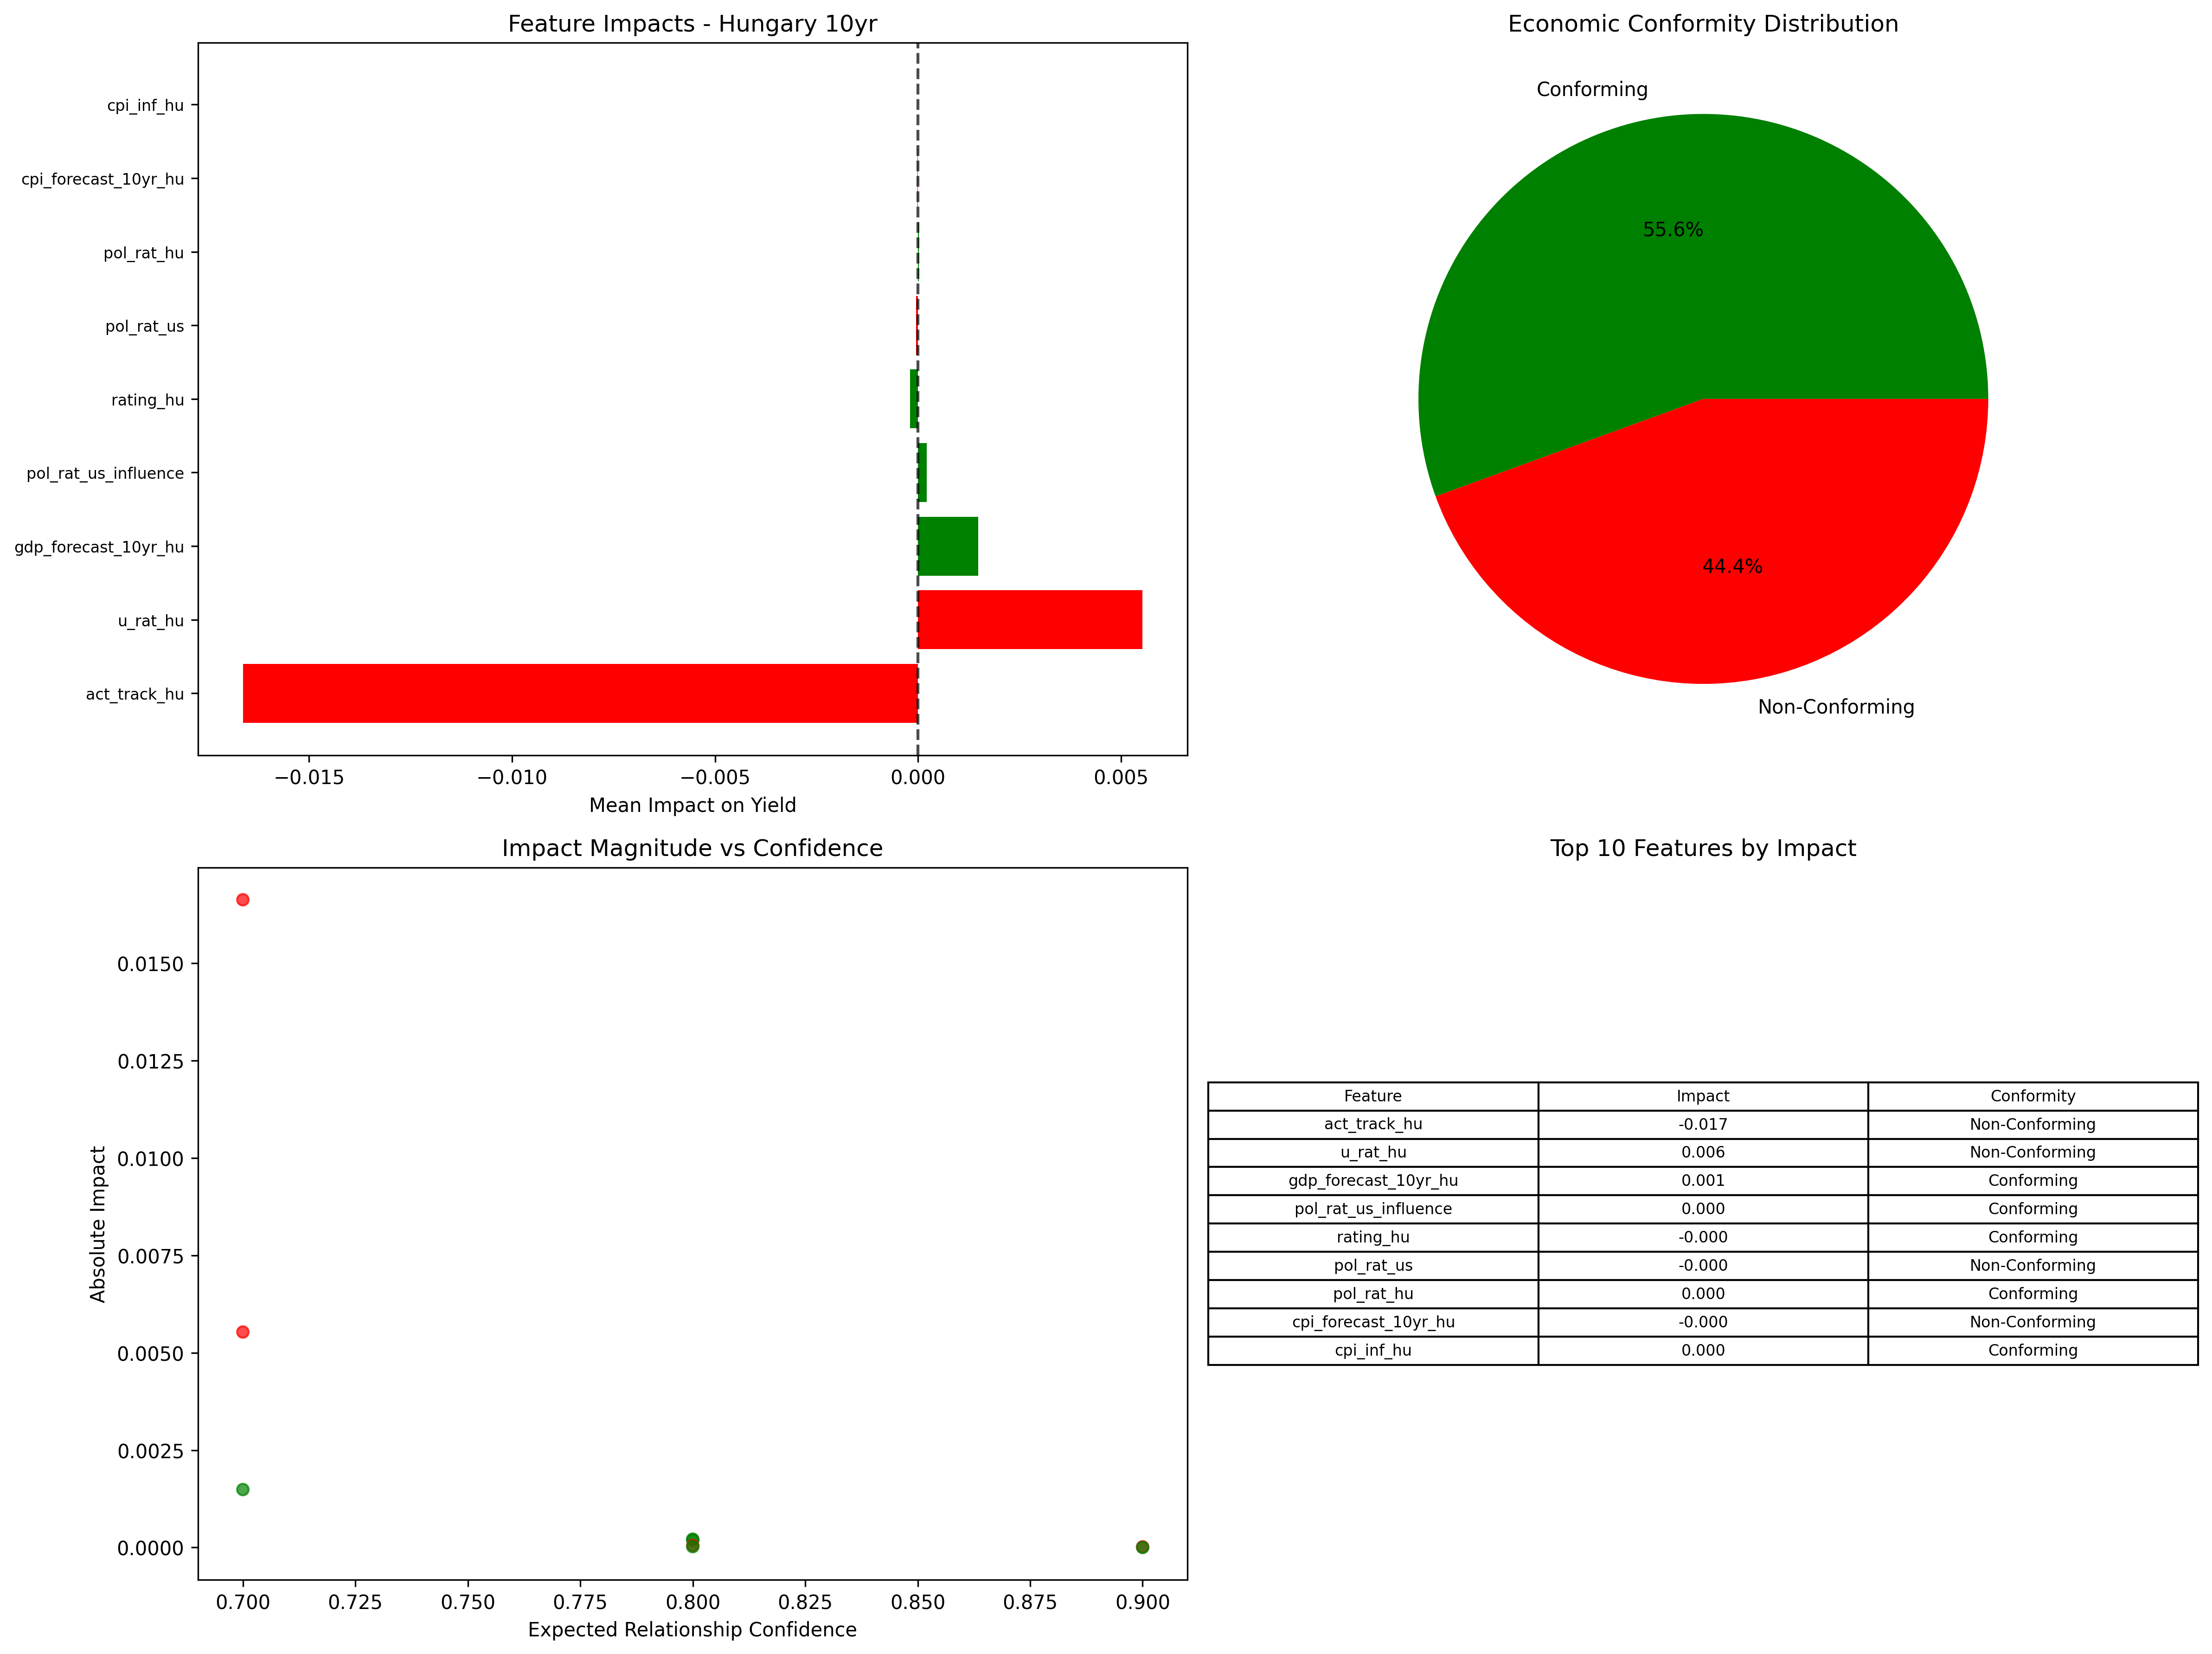 Feature Impacts - Hungary 10yr
cpi_inf_hu
cpi_forecast_10yr_hu
pol_rat_hu
pol_rat_us
rating_hu
pol_rat_us_influence
gdp_forecast_10yr_hu
u_rat_hu
act_track_hu
−0.015 −0.010 −0.005 0.000 0.005
Mean Impact on Yield
Economic Conformity Distribution
Conforming
55.6%
44.4%
Non-Conforming
Impact Magnitude vs Confidence
Absolute Impact
0.0150
0.0125
0.0100
0.0075
0.0050
0.0025
0.0000
0.700 0.725 0.750 0.775 0.800 0.825 0.850 0.875 0.900
Expected Relationship Confidence
Top 10 Features by Impact
Feature Impact Conformity
act_track_hu -0.017 Non-Conforming
u_rat_hu 0.006 Non-Conforming
gdp_forecast_10yr_hu 0.001 Conforming
pol_rat_us_influence 0.000 Conforming
rating_hu -0.000 Conforming
pol_rat_us -0.000 Non-Conforming
pol_rat_hu 0.000 Conforming
cpi_forecast_10yr_hu -0.000 Non-Conforming
cpi_inf_hu 0.000 Conforming